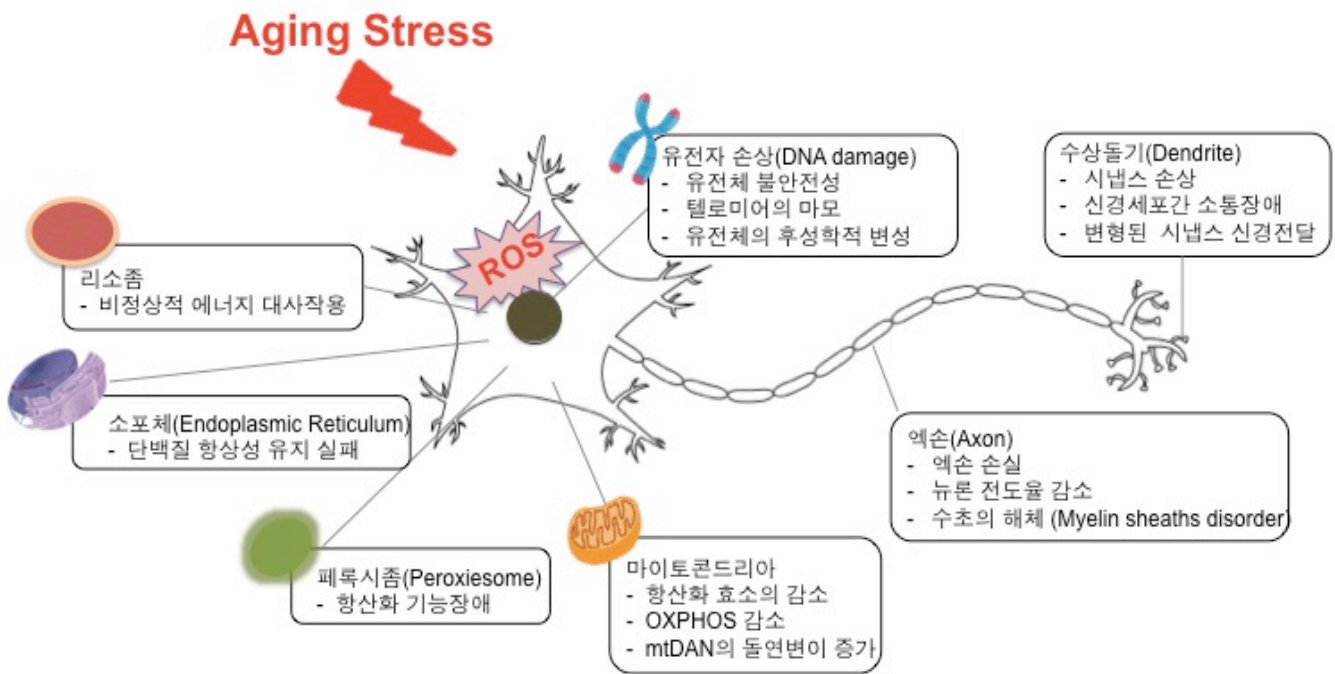 Aging Stress
ROS
유전자 손상(DNA damage)
- 유전체 불안전성
- 텔로미어의 마모
- 유전체의 후성학적 변성
수상돌기(Dendrite)
- 시냅스 손상
- 신경세포간 소통장애
- 변형된 시냅스 신경전달
리소좀
- 비정상적 에너지 대사작용
소포체(Endoplasmic Reticulum)
- 단백질 항상성 유지 실패
엑손(Axon)
- 엑손 손실
- 뉴론 전도율 감소
- 수초의 해체 (Myelin sheaths disorder)
페록시좀(Peroxiesome)
- 항산화 기능장애
마이토콘드리아
- 항산화 효소의 감소
- OXPHOS 감소
- mtDAN의 돌연변이 증가